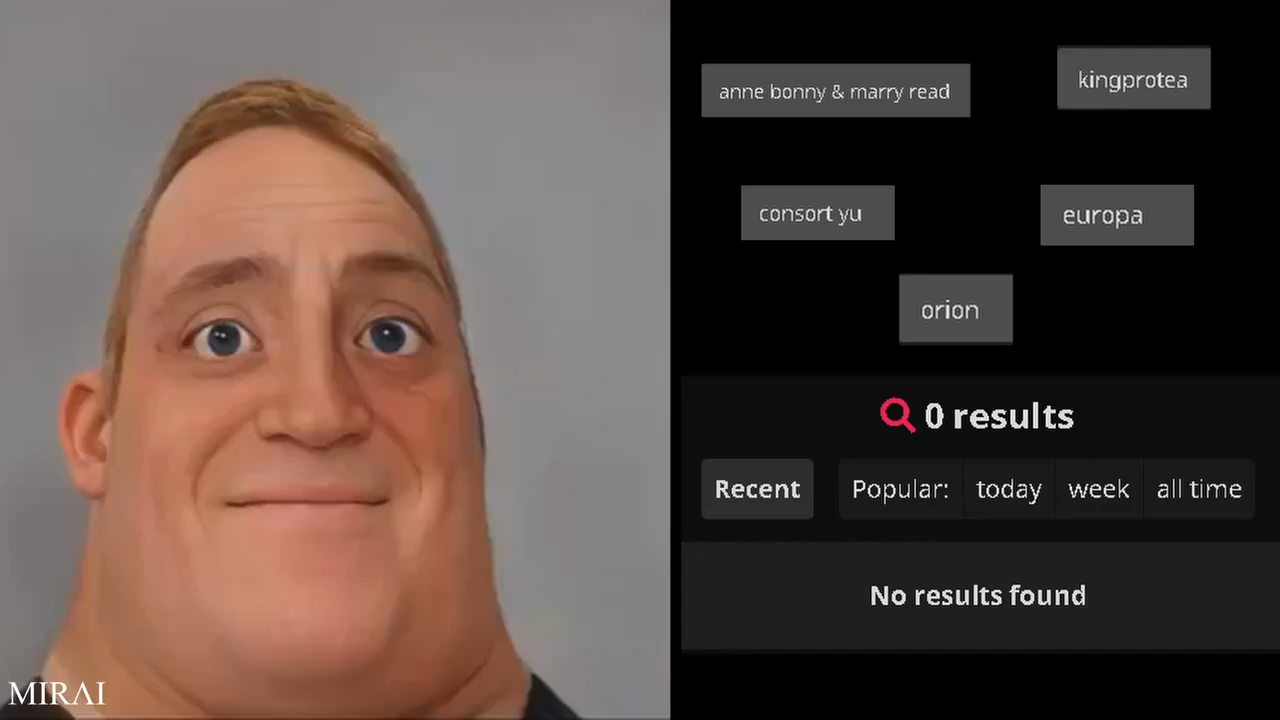 anne bonny & marry read
kingprotea
consort yu
europa
orion
0 results
Recent
Popular: today week all time
No results found
MIRAI